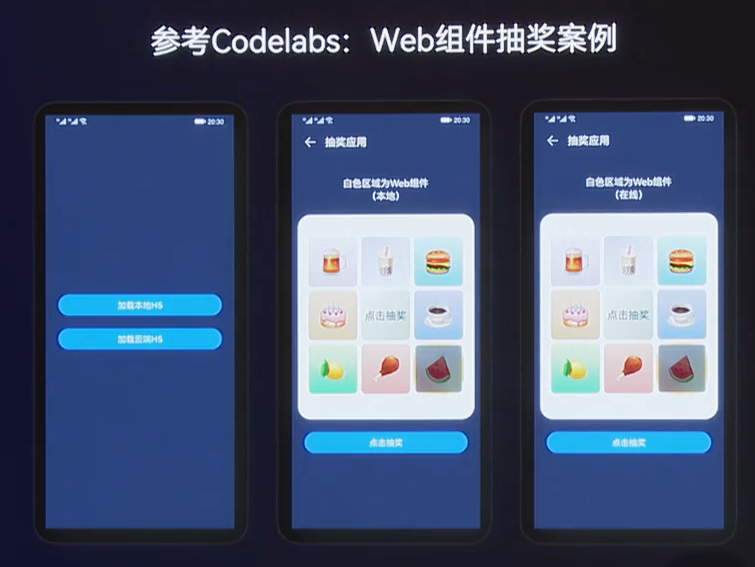 参考Codelabs：Web组件抽奖案例
20:30
加载本地H5
加载云端H5
20:30
抽奖应用
白色区域为Web组件
（本地）
点击抽奖
点击抽奖
20:30
抽奖应用
白色区域为Web组件
（在线）
点击抽奖
点击抽奖